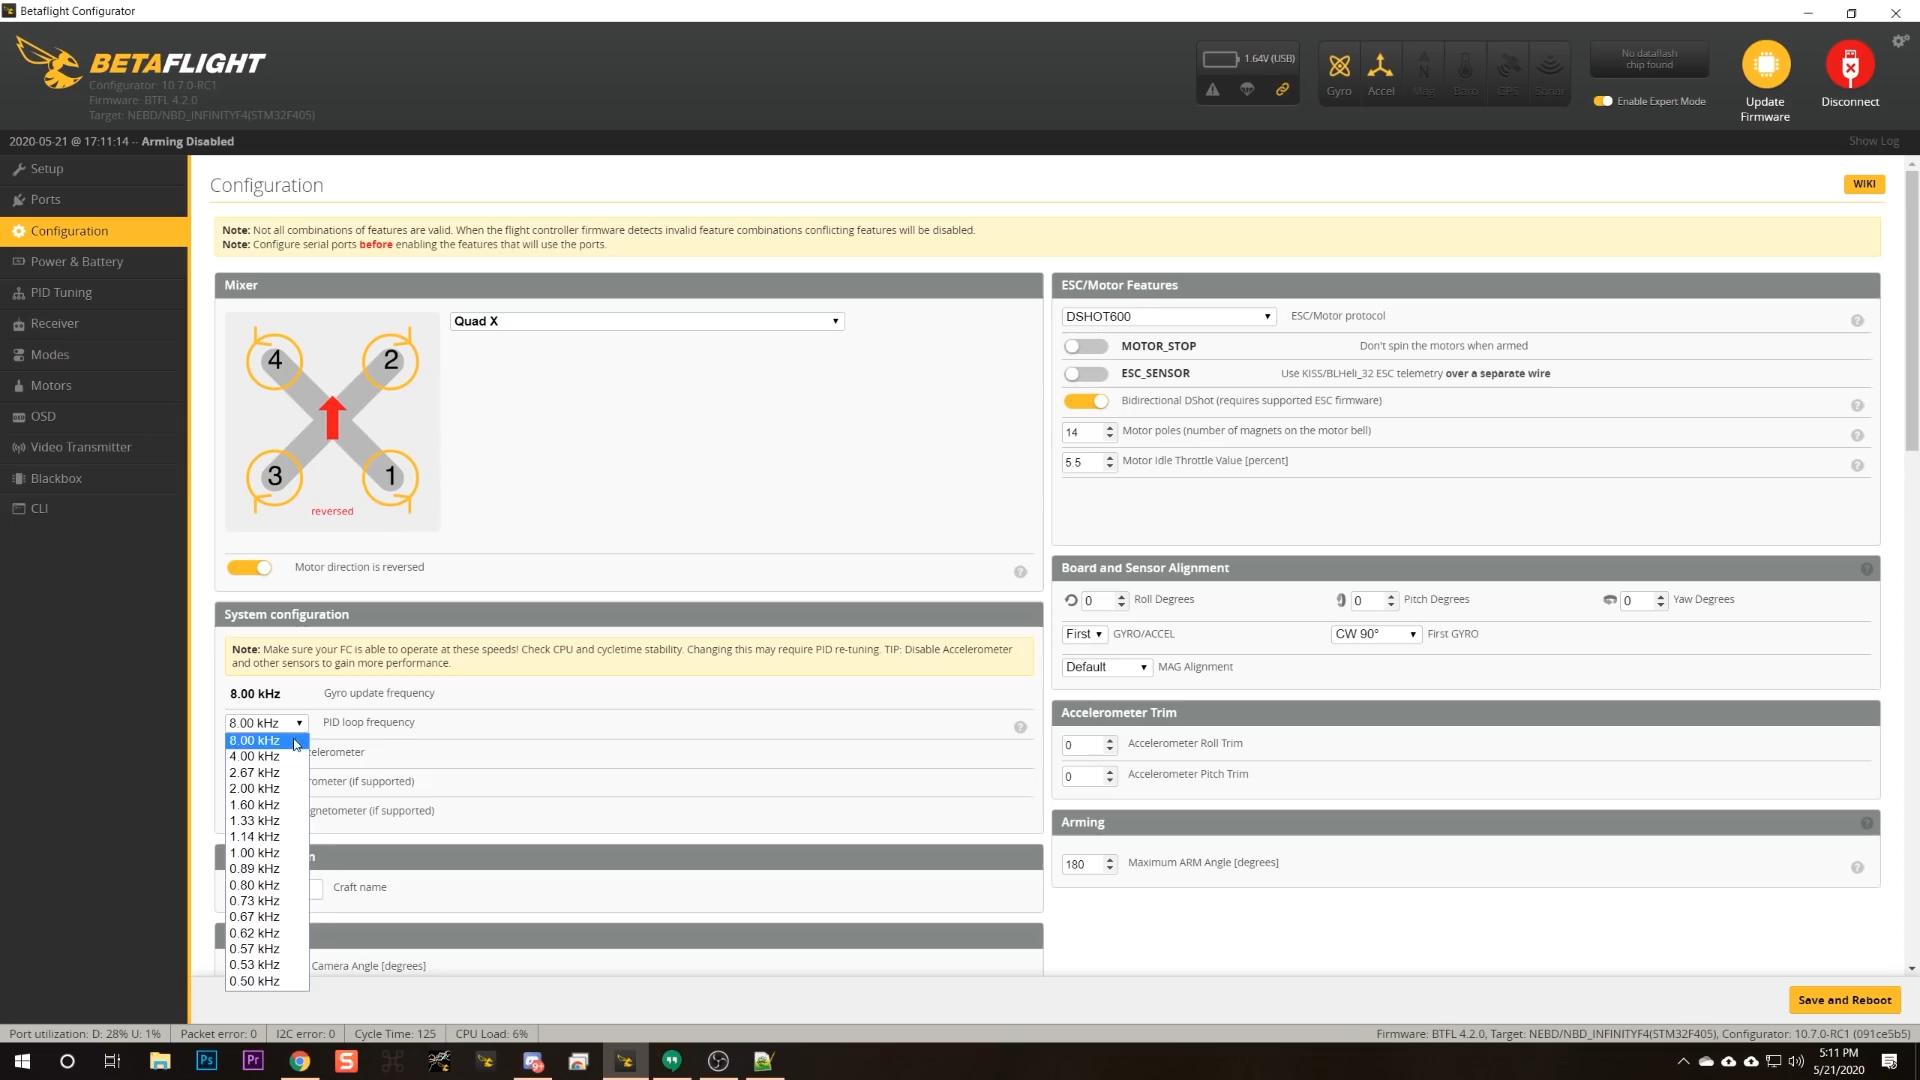 Betaflight Configurator
BETAFLIGHT
Configurator: 10.7.0-RC1
Firmware: BTFL 4.2.0
Target: NEBD/NBD_INFINITYF4(STM32F405)
1.64V (USB)
Gyro
Accel
Mag
Baro
GPS
Sonar
No dataflash
chip found
Enable Expert Mode
Update
Firmware
Disconnect
2020-05-21 @ 17:11:14 -- Arming Disabled
Show Log
Setup
Ports
Configuration
Power & Battery
PID Tuning
Receiver
Modes
Motors
OSD
Video Transmitter
Blackbox
CLI
Configuration
WIKI
Note: Not all combinations of features are valid. When the flight controller firmware detects invalid feature combinations conflicting features will be disabled.
Note: Configure serial ports before enabling the features that will use the ports.
Mixer
Quad X
4
2
3
1
reversed
Motor direction is reversed
System configuration
Note: Make sure your FC is able to operate at these speeds! Check CPU and cycletime stability. Changing this may require PID re-tuning. TIP: Disable Accelerometer
and other sensors to gain more performance.
8.00 kHz Gyro update frequency
8.00 kHz PID loop frequency
8.00 kHz
celerometer
4.00 kHz
2.67 kHz
rometer (if supported)
2.00 kHz
1.60 kHz
gnetometer (if supported)
1.33 kHz
1.14 kHz
1.00 kHz
n
0.89 kHz
0.80 kHz
Craft name
0.73 kHz
0.67 kHz
0.62 kHz
0.57 kHz
0.53 kHz
Camera Angle [degrees]
0.50 kHz
ESC/Motor Features
DSHOT600 ESC/Motor protocol
MOTOR_STOP Don't spin the motors when armed
ESC_SENSOR Use KISS/BLHeli_32 ESC telemetry over a separate wire
Bidirectional DShot (requires supported ESC firmware)
14 Motor poles (number of magnets on the motor bell)
5.5 Motor Idle Throttle Value [percent]
Board and Sensor Alignment
0 Roll Degrees 0 Pitch Degrees 0 Yaw Degrees
First GYRO/ACCEL CW 90° First GYRO
Default MAG Alignment
Accelerometer Trim
0 Accelerometer Roll Trim
0 Accelerometer Pitch Trim
Arming
180 Maximum ARM Angle [degrees]
Save and Reboot
Port utilization: D: 28% U: 1% Packet error: 0 I2C error: 0 Cycle Time: 125 CPU Load: 6%
Firmware: BTFL 4.2.0, Target: NEBD/NBD_INFINITYF4(STM32F405), Configurator: 10.7.0-RC1 (091ce5b5)
Ps
Pr
S
5:11 PM
5/21/2020